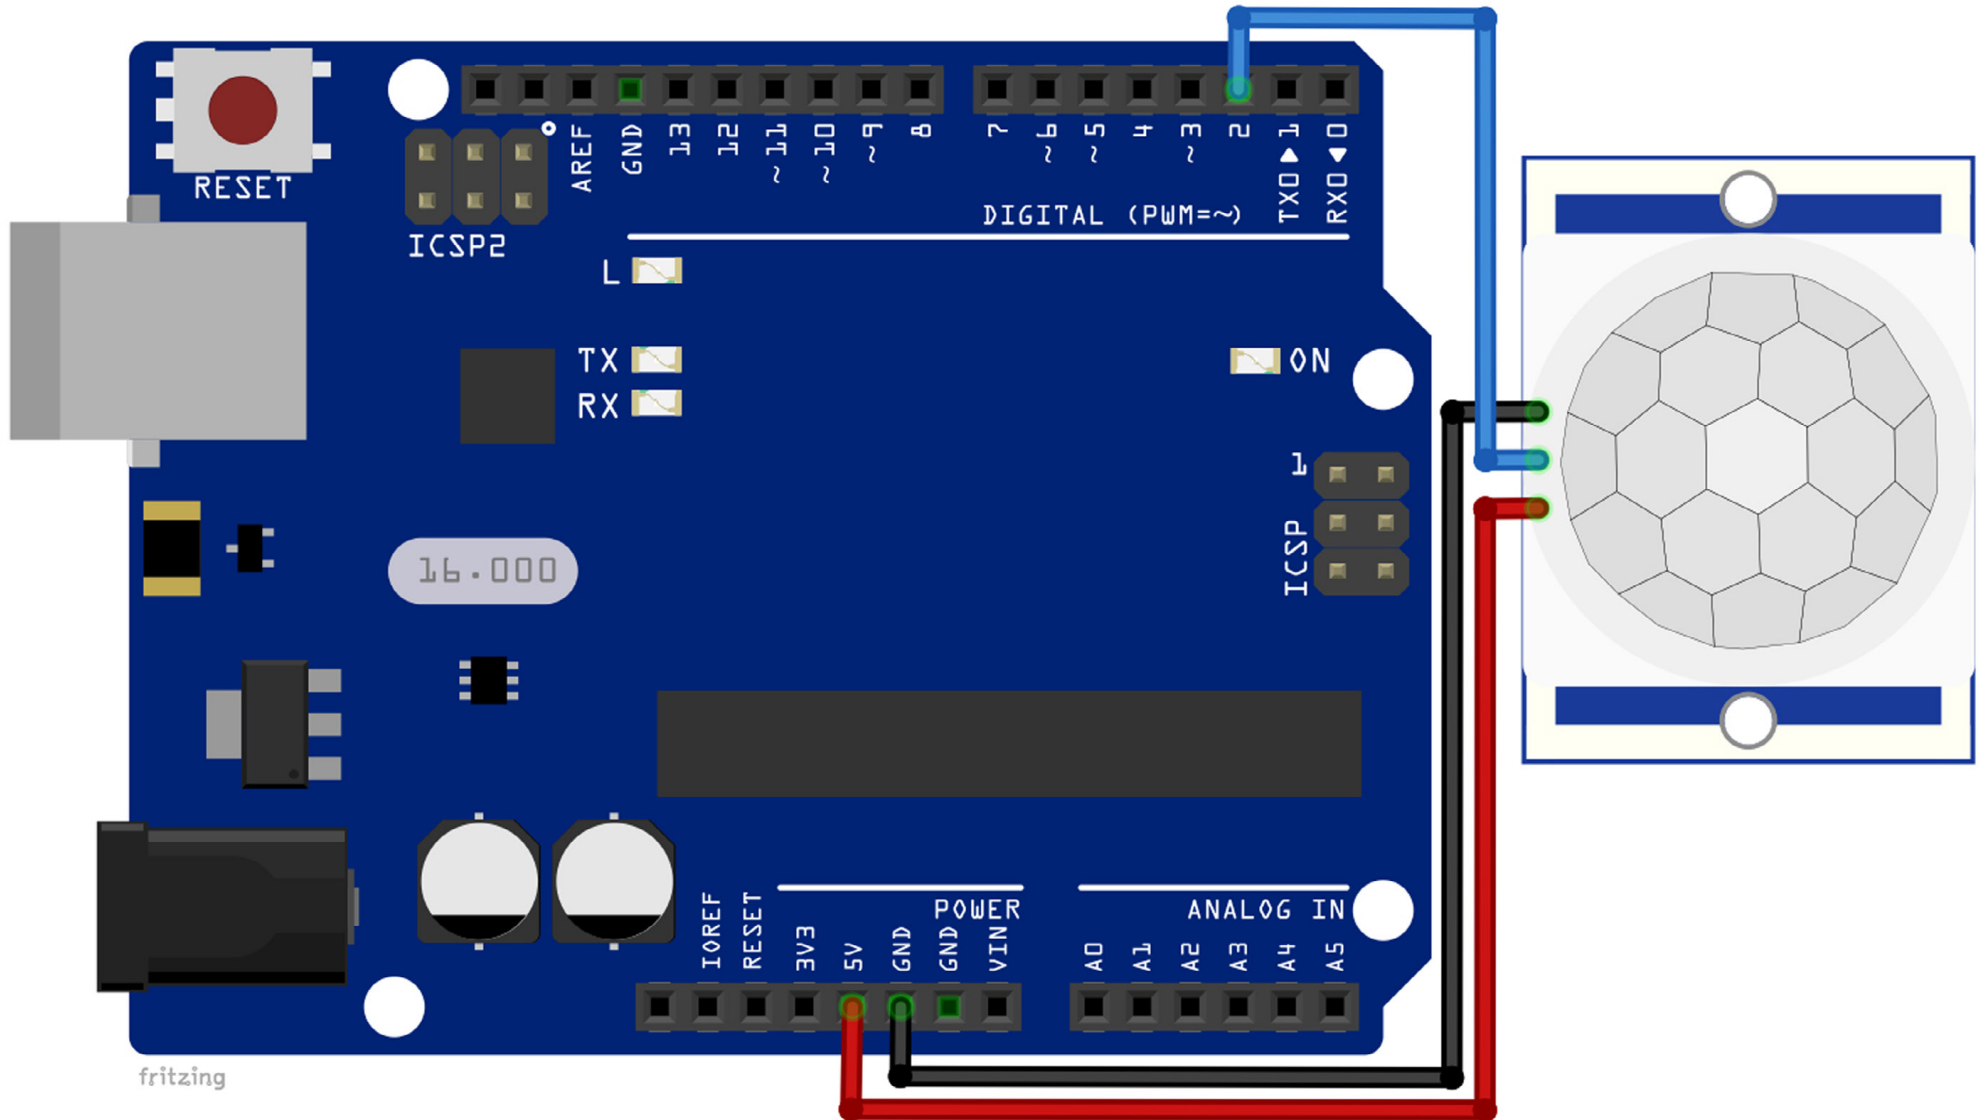 RESET
ICSP2
AREF
GND
13
12
~11
~10
~9
8
7
~6
~5
4
~3
2
TX0▶1
RX0◀0
DIGITAL (PWM=~)
L
TX
RX
ON
1
ICSP
16.000
POWER
ANALOG IN
IOREF
RESET
3V3
5V
GND
GND
VIN
A0
A1
A2
A3
A4
A5
fritzing